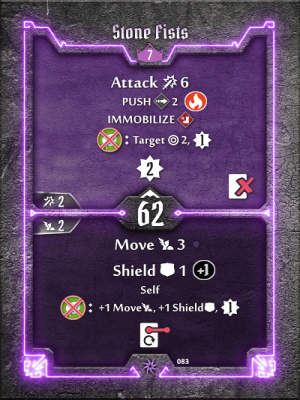 Stone Fists
7
Attack 6
PUSH 2
IMMOBILIZE
: Target 2, 1
2
2
62
2
Move 3
Shield 1 +1
Self
: +1 Move, +1 Shield, 1
083